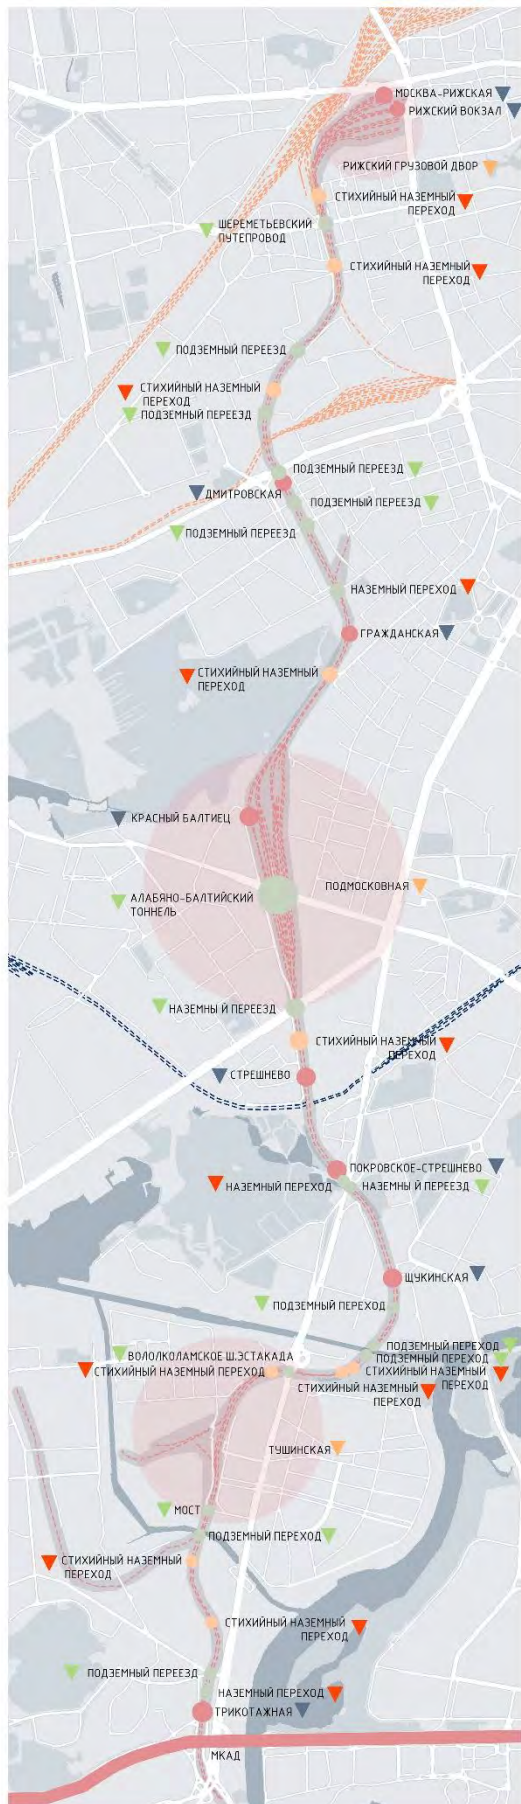 МОСКВА-РИЖСКАЯ
РИЖСКИЙ ВОКЗАЛ
РИЖСКИЙ ГРУЗОВОЙ ДВОР
СТИХИЙНЫЙ НАЗЕМНЫЙ
ПЕРЕХОД
ШЕРЕМЕТЬЕВСКИЙ
ПУТЕПРОВОД
СТИХИЙНЫЙ НАЗЕМНЫЙ
ПЕРЕХОД
ПОДЗЕМНЫЙ ПЕРЕЕЗД
СТИХИЙНЫЙ НАЗЕМНЫЙ
ПЕРЕХОД
ПОДЗЕМНЫЙ ПЕРЕЕЗД
ПОДЗЕМНЫЙ ПЕРЕЕЗД
ДМИТРОВСКАЯ
ПОДЗЕМНЫЙ ПЕРЕЕЗД
ПОДЗЕМНЫЙ ПЕРЕЕЗД
НАЗЕМНЫЙ ПЕРЕХОД
ГРАЖДАНСКАЯ
СТИХИЙНЫЙ НАЗЕМНЫЙ
ПЕРЕХОД
КРАСНЫЙ БАЛТИЕЦ
ПОДМОСКОВНАЯ
АЛАБЯНО-БАЛТИЙСКИЙ
ТОННЕЛЬ
НАЗЕМНЫ Й ПЕРЕЕЗД
СТИХИЙНЫЙ НАЗЕМНЫЙ
ПЕРЕХОД
СТРЕШНЕВО
ПОКРОВСКОЕ-СТРЕШНЕВО
НАЗЕМНЫЙ ПЕРЕХОД
НАЗЕМНЫ Й ПЕРЕЕЗД
ЩУКИНСКАЯ
ПОДЗЕМНЫЙ ПЕРЕХОД
ПОДЗЕМНЫЙ ПЕРЕХОД
ПОДЗЕМНЫЙ ПЕРЕХОД
ВОЛОЛКОЛАМСКОЕ Ш.ЭСТАКАДА
СТИХИЙНЫЙ НАЗЕМНЫЙ ПЕРЕХОД
СТИХИЙНЫЙ НАЗЕМНЫЙ
ПЕРЕХОД
СТИХИЙНЫЙ НАЗЕМНЫЙ
ПЕРЕХОД
ТУШИНСКАЯ
МОСТ
ПОДЗЕМНЫЙ ПЕРЕХОД
СТИХИЙНЫЙ НАЗЕМНЫЙ
ПЕРЕХОД
СТИХИЙНЫЙ НАЗЕМНЫЙ
ПЕРЕХОД
ПОДЗЕМНЫЙ ПЕРЕЕЗД
НАЗЕМНЫЙ ПЕРЕХОД
ТРИКОТАЖНАЯ
МКАД